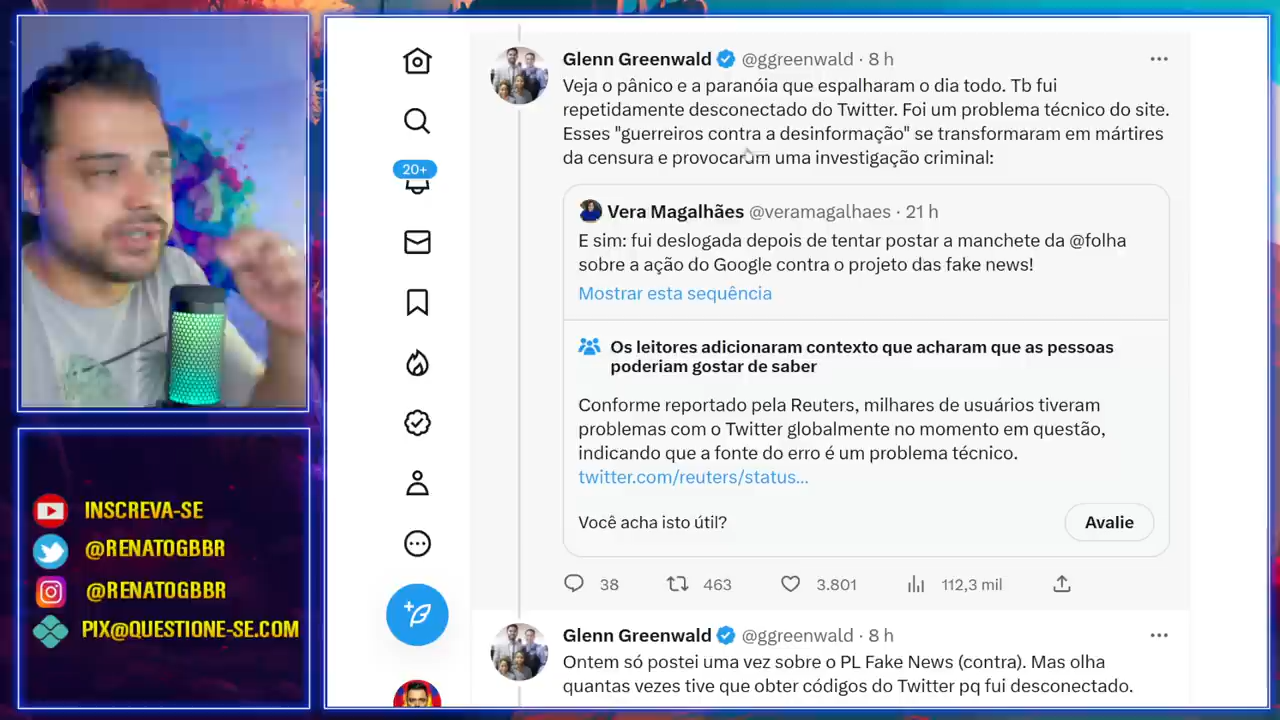 Glenn Greenwald @ggreenwald · 8 h
Veja o pânico e a paranóia que espalharam o dia todo. Tb fui
repetidamente desconectado do Twitter. Foi um problema técnico do site.
Esses "guerreiros contra a desinformação" se transformaram em mártires
da censura e provocaram uma investigação criminal:
20+
Vera Magalhães @veramagalhaes · 21 h
E sim: fui deslogada depois de tentar postar a manchete da @folha
sobre a ação do Google contra o projeto das fake news!
Mostrar esta sequência
Os leitores adicionaram contexto que acharam que as pessoas
poderiam gostar de saber
Conforme reportado pela Reuters, milhares de usuários tiveram
problemas com o Twitter globalmente no momento em questão,
indicando que a fonte do erro é um problema técnico.
twitter.com/reuters/status...
Você acha isto útil? Avalie
38 463 3.801 112,3 mil
Glenn Greenwald @ggreenwald · 8 h
Ontem só postei uma vez sobre o PL Fake News (contra). Mas olha
quantas vezes tive que obter códigos do Twitter pq fui desconectado.
INSCREVA-SE
@RENATOGBBR
@RENATOGBBR
PIX@QUESTIONE-SE.COM